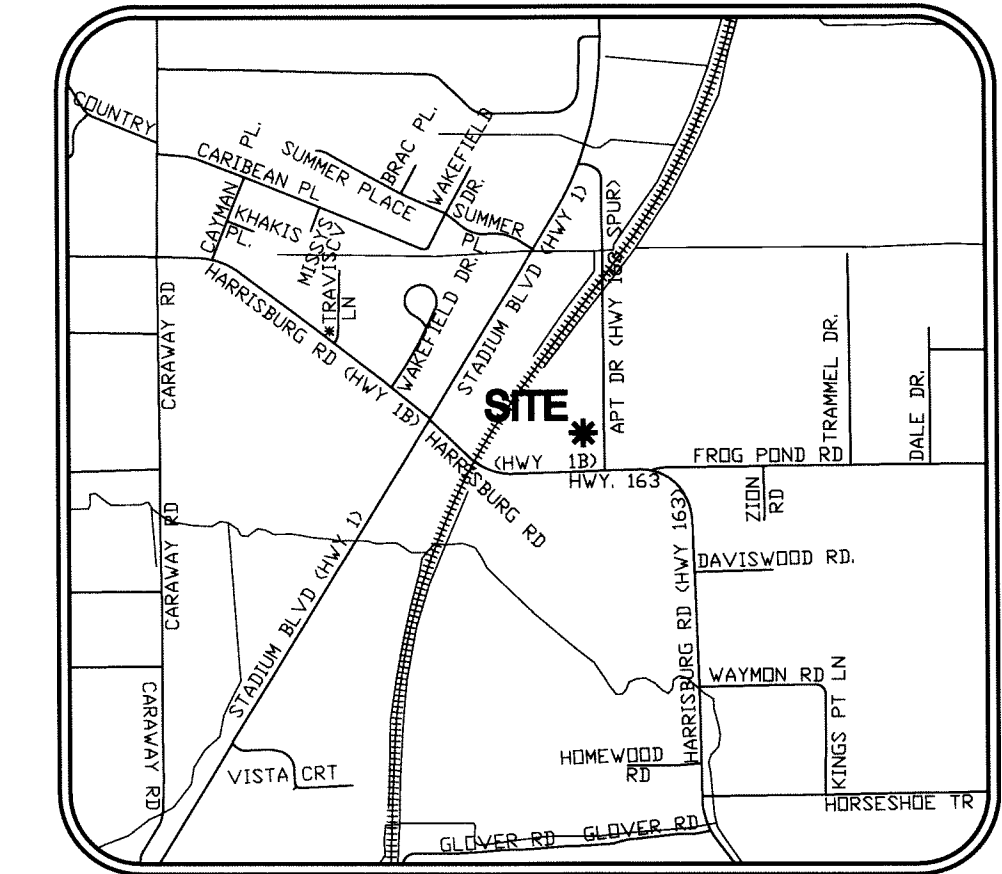 COUNTRY
PL.
CARIBEAN PL
SUMMER PLACE
BRAC PL.
WAKEFIELD
DR.
SUMMER
PL
CAYMAN
KHAKIS
PL.
MISSY'S
*TRAVIS
LN
HARRISBURG RD (HWY 1B)
WAKEFIELD DR.
STADIUM BLVD (HWY 1)
APT DR (HWY 163 SPUR)
CARAWAY RD
SITE
*
TRAMMEL DR.
DALE DR.
HARRISBURG RD
(HWY 1B)
HWY. 163
FROG POND RD
ZION
RD
CARAWAY RD
STADIUM BLVD (HWY 1)
HARRISBURG RD (HWY 163)
DAVISWOOD RD.
WAYMON RD
KINGS PT LN
CARAWAY RD
VISTA CRT
HOMEWOOD
RD
HORSESHOE TR
GLOVER RD
GLOVER RD